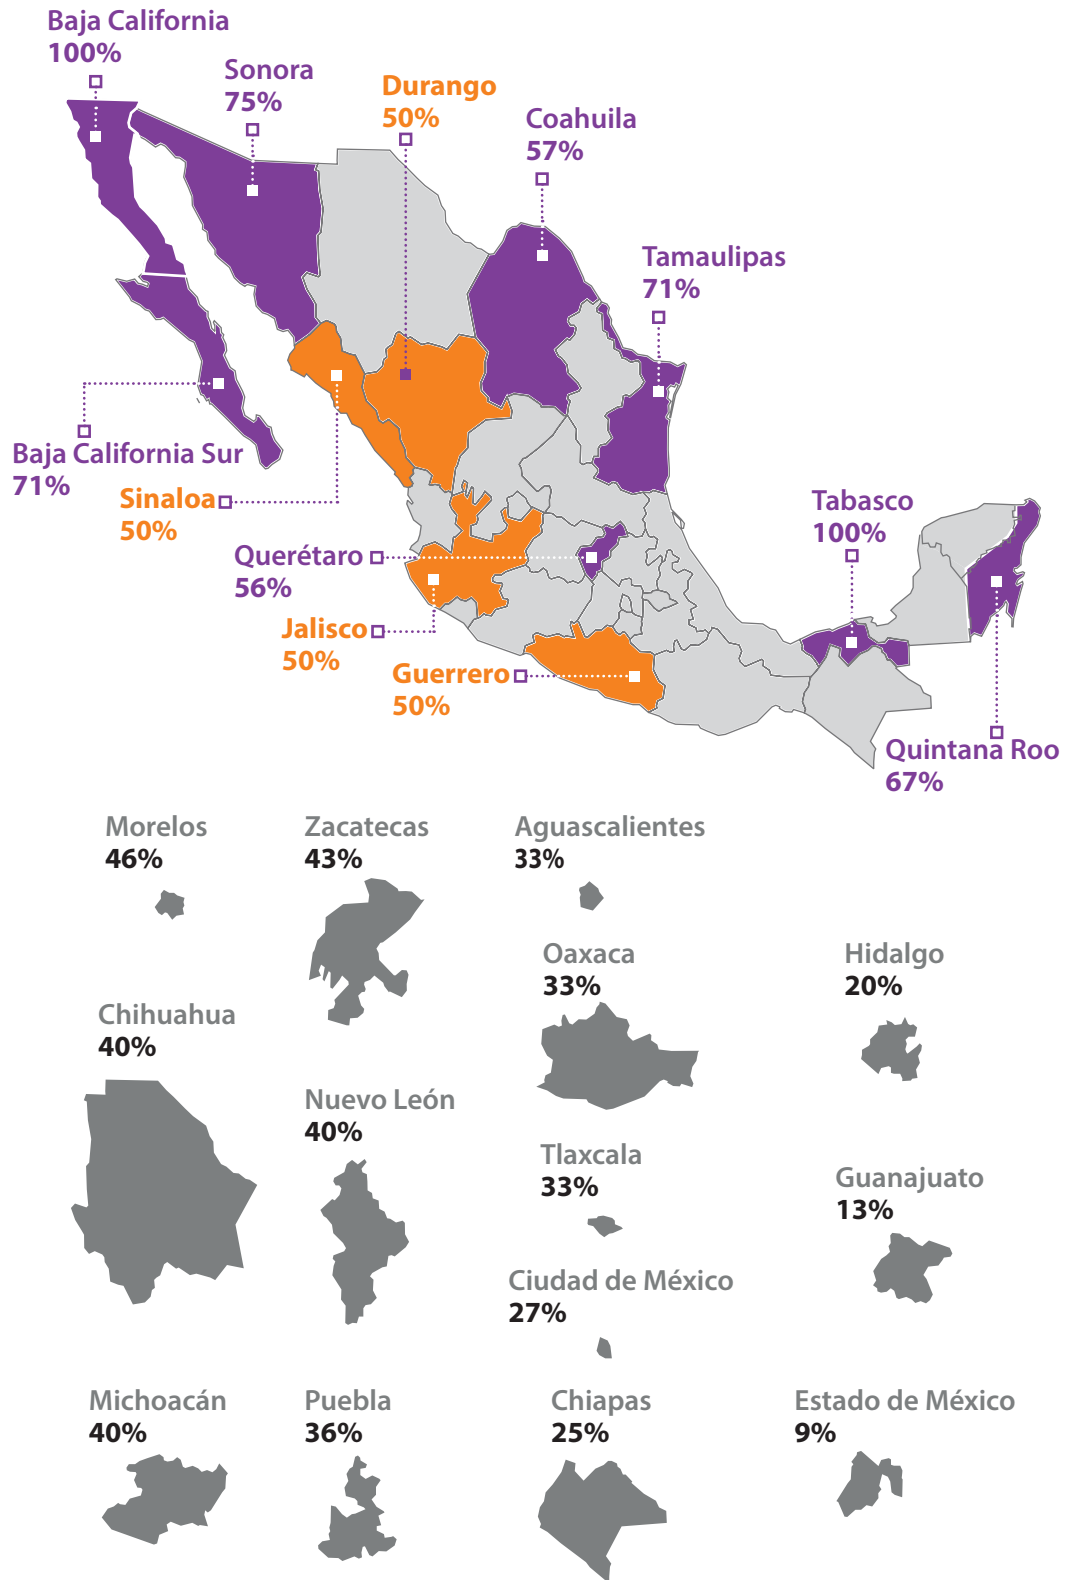 Baja California
100%
Sonora
75%
Durango
50%
Coahuila
57%
Tamaulipas
71%
Baja California Sur
71%
Sinaloa
50%
Querétaro
56%
Jalisco
50%
Guerrero
50%
Tabasco
100%
Quintana Roo
67%
Morelos
46%
Zacatecas
43%
Aguascalientes
33%
Oaxaca
33%
Hidalgo
20%
Chihuahua
40%
Nuevo León
40%
Tlaxcala
33%
Guanajuato
13%
Ciudad de México
27%
Michoacán
40%
Puebla
36%
Chiapas
25%
Estado de México
9%